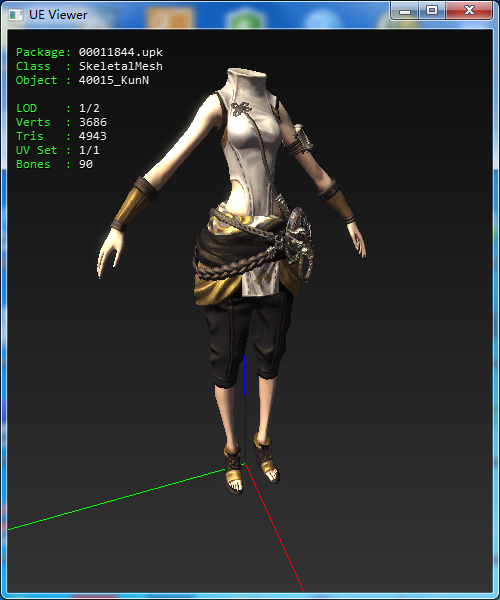 UE Viewer
Package: 00011844.upk
Class : SkeletalMesh
Object : 40015_KunN
LOD : 1/2
Verts : 3686
Tris : 4943
UV Set : 1/1
Bones : 90